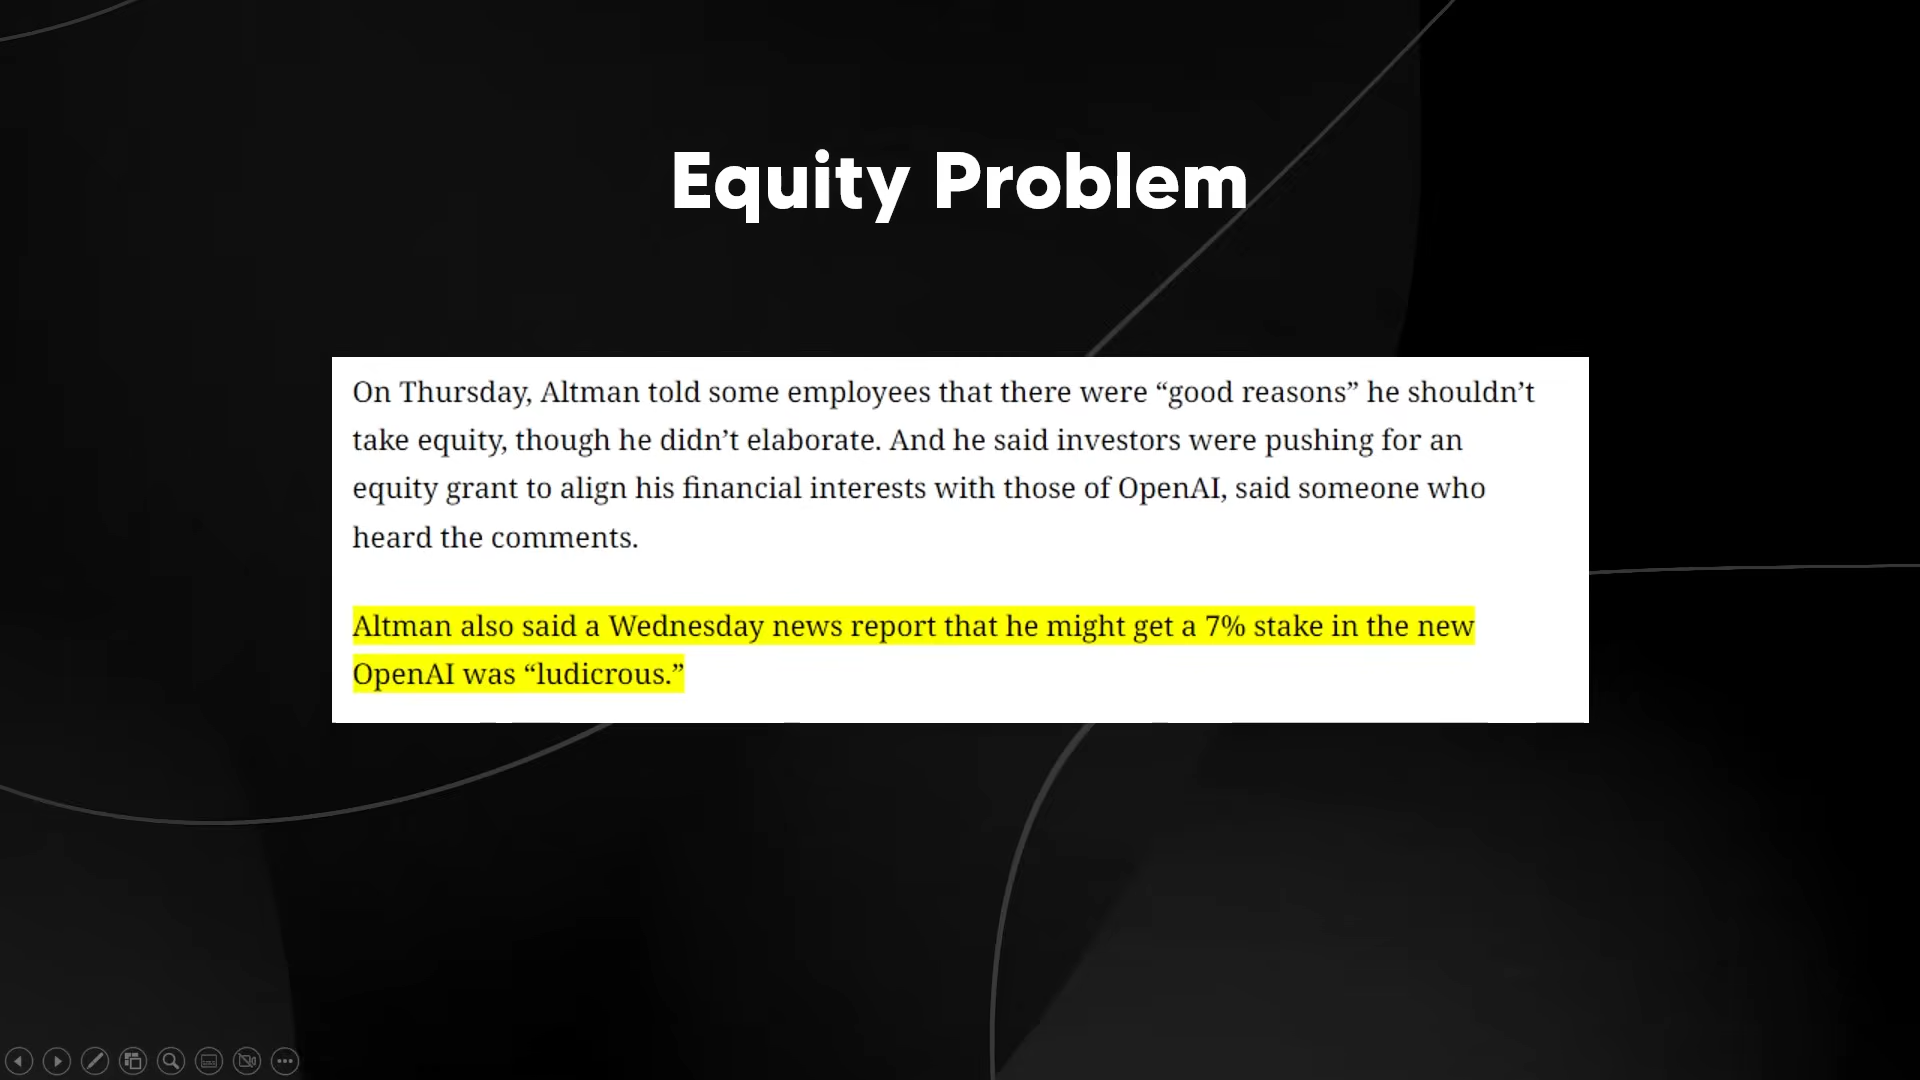 Equity Problem
On Thursday, Altman told some employees that there were “good reasons” he shouldn’t
take equity, though he didn’t elaborate. And he said investors were pushing for an
equity grant to align his financial interests with those of OpenAI, said someone who
heard the comments.
Altman also said a Wednesday news report that he might get a 7% stake in the new
OpenAI was “ludicrous.”